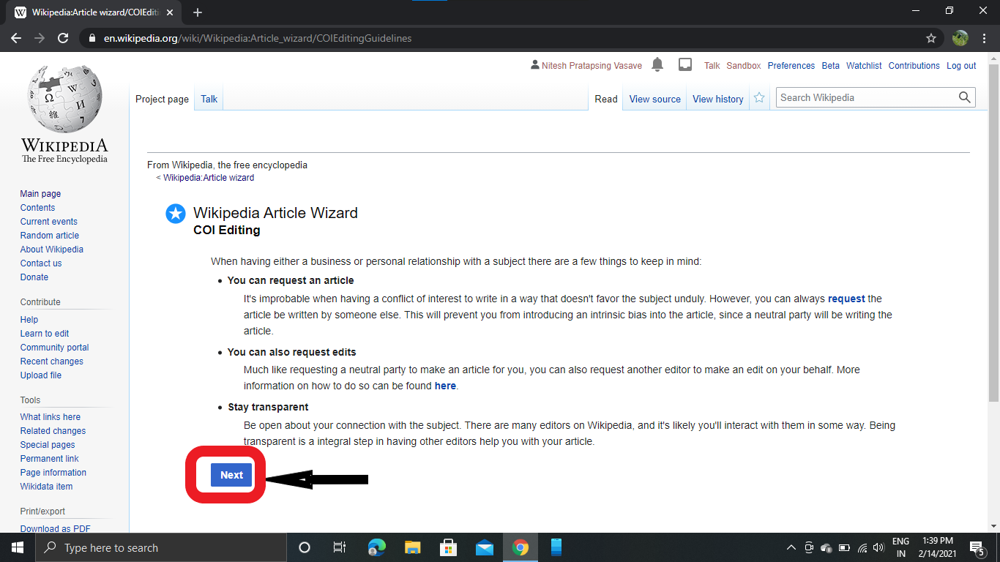 Wikipedia:Article wizard/COIEditi
en.wikipedia.org/wiki/Wikipedia:Article_wizard/COIEditingGuidelines
Nitesh Pratapsing Vasave Talk Sandbox Preferences Beta Watchlist Contributions Log out
Project page Talk Read View source View history Search Wikipedia
WIKIPEDIA
The Free Encyclopedia
From Wikipedia, the free encyclopedia
< Wikipedia:Article wizard
Main page
Contents
Current events
Random article
About Wikipedia
Contact us
Donate
Contribute
Help
Learn to edit
Community portal
Recent changes
Upload file
Tools
What links here
Related changes
Special pages
Permanent link
Page information
Wikidata item
Print/export
Download as PDF
Wikipedia Article Wizard
COI Editing
When having either a business or personal relationship with a subject there are a few things to keep in mind:
• You can request an article
It's improbable when having a conflict of interest to write in a way that doesn't favor the subject unduly. However, you can always request the
article be written by someone else. This will prevent you from introducing an intrinsic bias into the article, since a neutral party will be writing the
article.
• You can also request edits
Much like requesting a neutral party to make an article for you, you can also request another editor to make an edit on your behalf. More
information on how to do so can be found here.
• Stay transparent
Be open about your connection with the subject. There are many editors on Wikipedia, and it's likely you'll interact with them in some way. Being
transparent is a integral step in having other editors help you with your article.
Next
Type here to search
ENG
IN
1:39 PM
2/14/2021
5